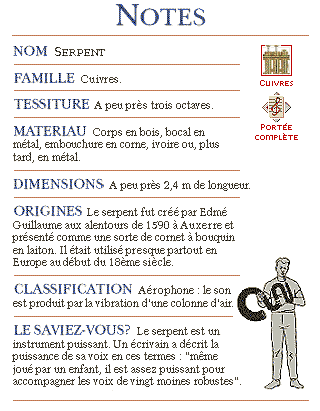 NOTES
NOM SERPENT
FAMILLE Cuivres.
CUIVRES
TESSITURE A peu près trois octaves.
PORTÉE
COMPLÈTE
MATERIAU Corps en bois, bocal en
métal, embouchure en corne, ivoire ou, plus
tard, en métal.
DIMENSIONS A peu près 2,4 m de longueur.
ORIGINES Le serpent fut créé par Edmé
Guillaume aux alentours de 1590 à Auxerre et
présenté comme une sorte de cornet à bouquin
en laiton. Il était utilisé presque partout en
Europe au début du 18ème siècle.
CLASSIFICATION Aérophone : le son
est produit par la vibration d'une colonne d'air.
LE SAVIEZ-VOUS? Le serpent est un
instrument puissant. Un écrivain a décrit la
puissance de sa voix en ces termes : "même
joué par un enfant, il est assez puissant pour
accompagner les voix de vingt moines robustes".